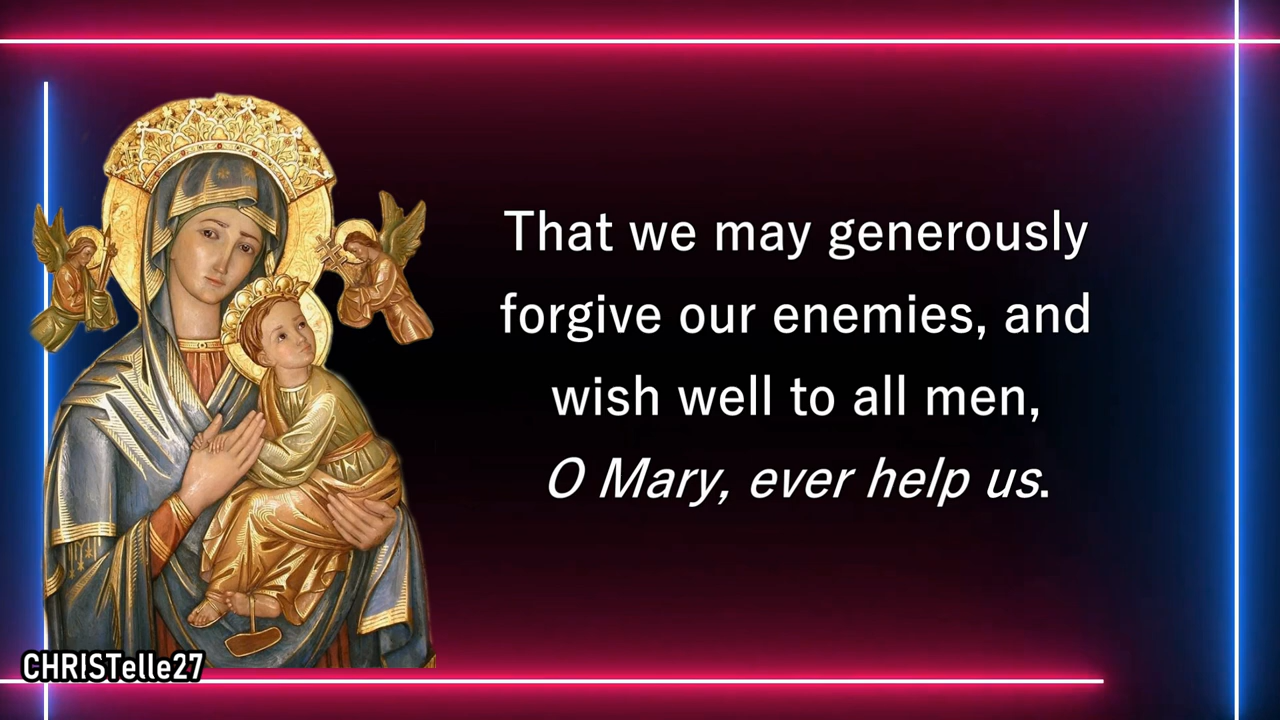 That we may generously
forgive our enemies, and
wish well to all men,
O Mary, ever help us.
CHRISTelle27